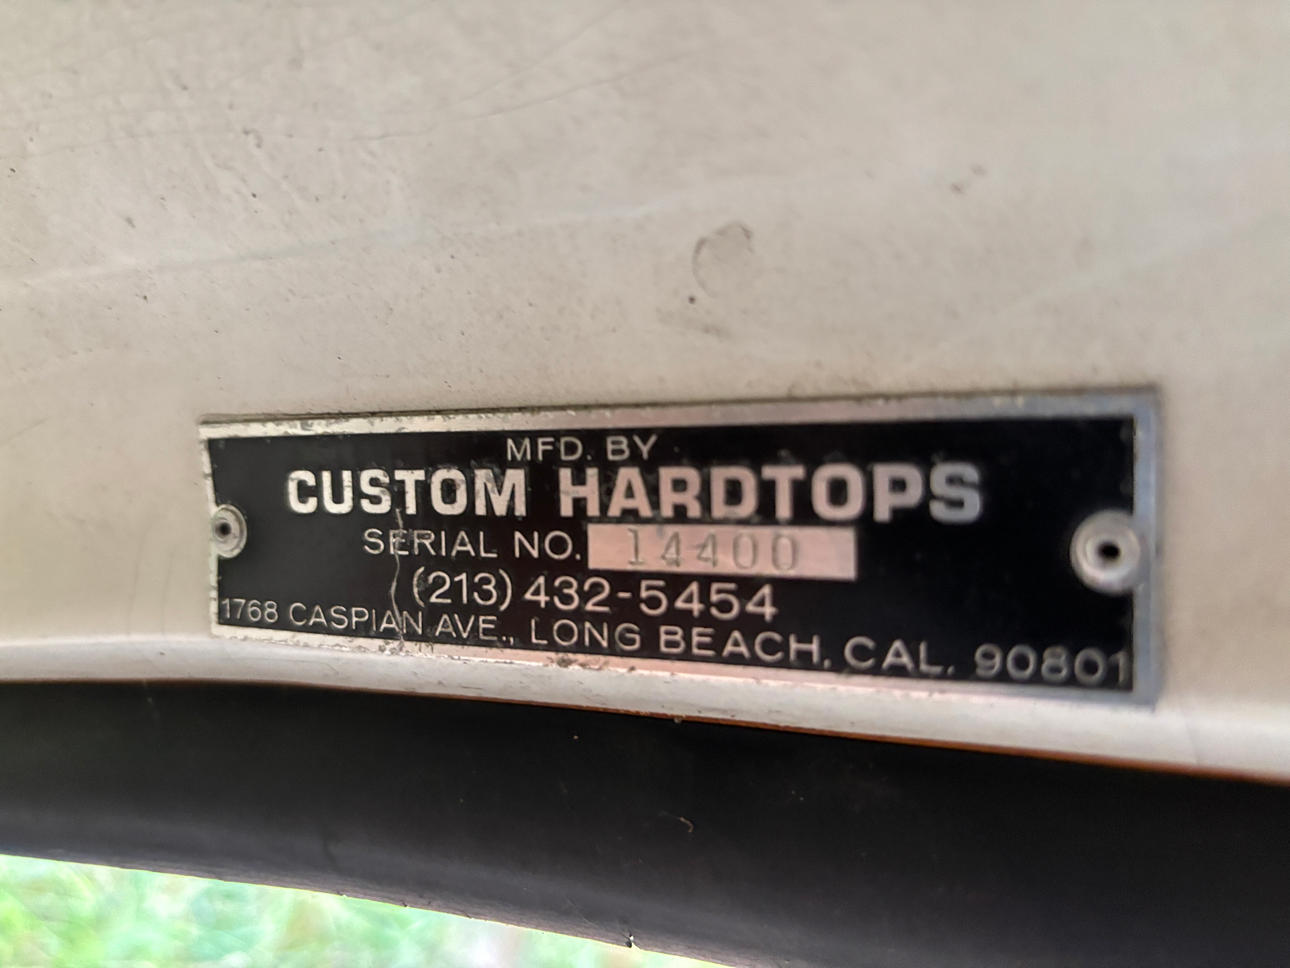 MFD. BY
CUSTOM HARDTOPS
SERIAL NO. 14400
(213) 432-5454
1768 CASPIAN AVE., LONG BEACH, CAL. 90801